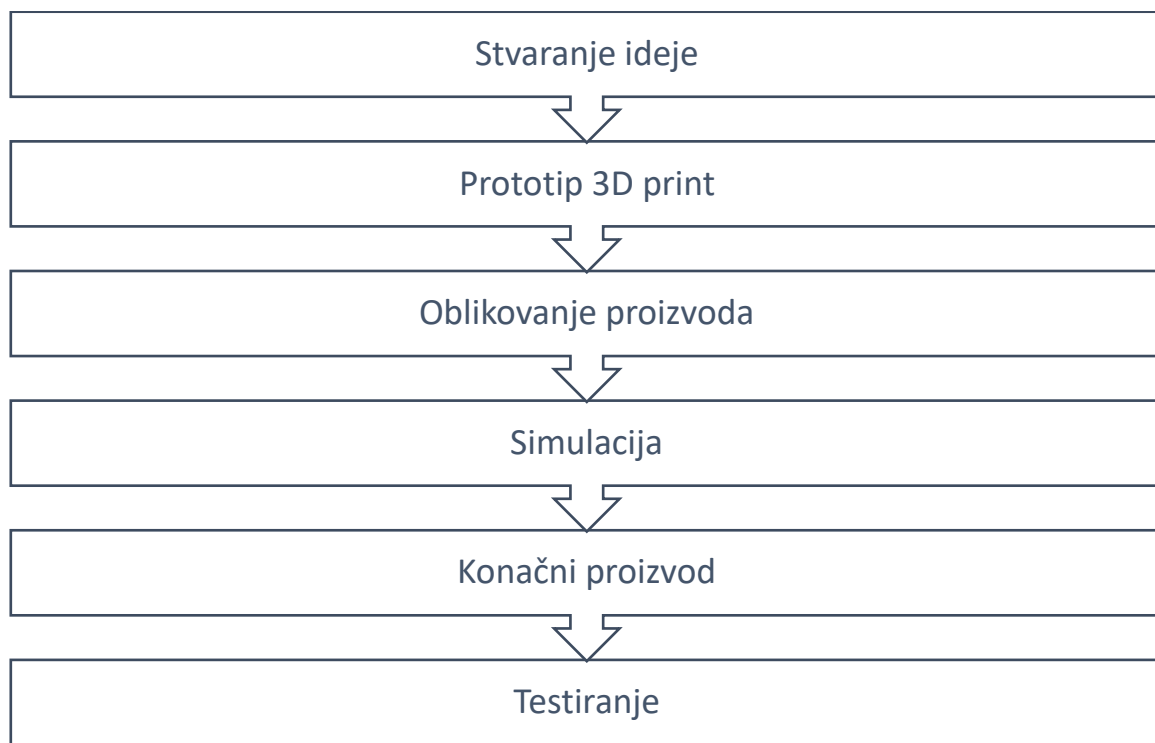 Stvaranje ideje
Prototip 3D print
Oblikovanje proizvoda
Simulacija
Konačni proizvod
Testiranje